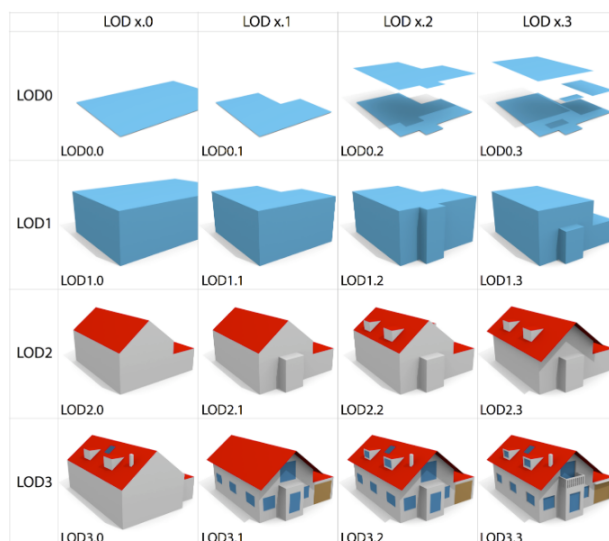 LOD x.0 LOD x.1 LOD x.2 LOD x.3
LOD0
LOD0.0 LOD0.1 LOD0.2 LOD0.3
LOD1
LOD1.0 LOD1.1 LOD1.2 LOD1.3
LOD2
LOD2.0 LOD2.1 LOD2.2 LOD2.3
LOD3
LOD3.0 LOD3.1 LOD3.2 LOD3.3